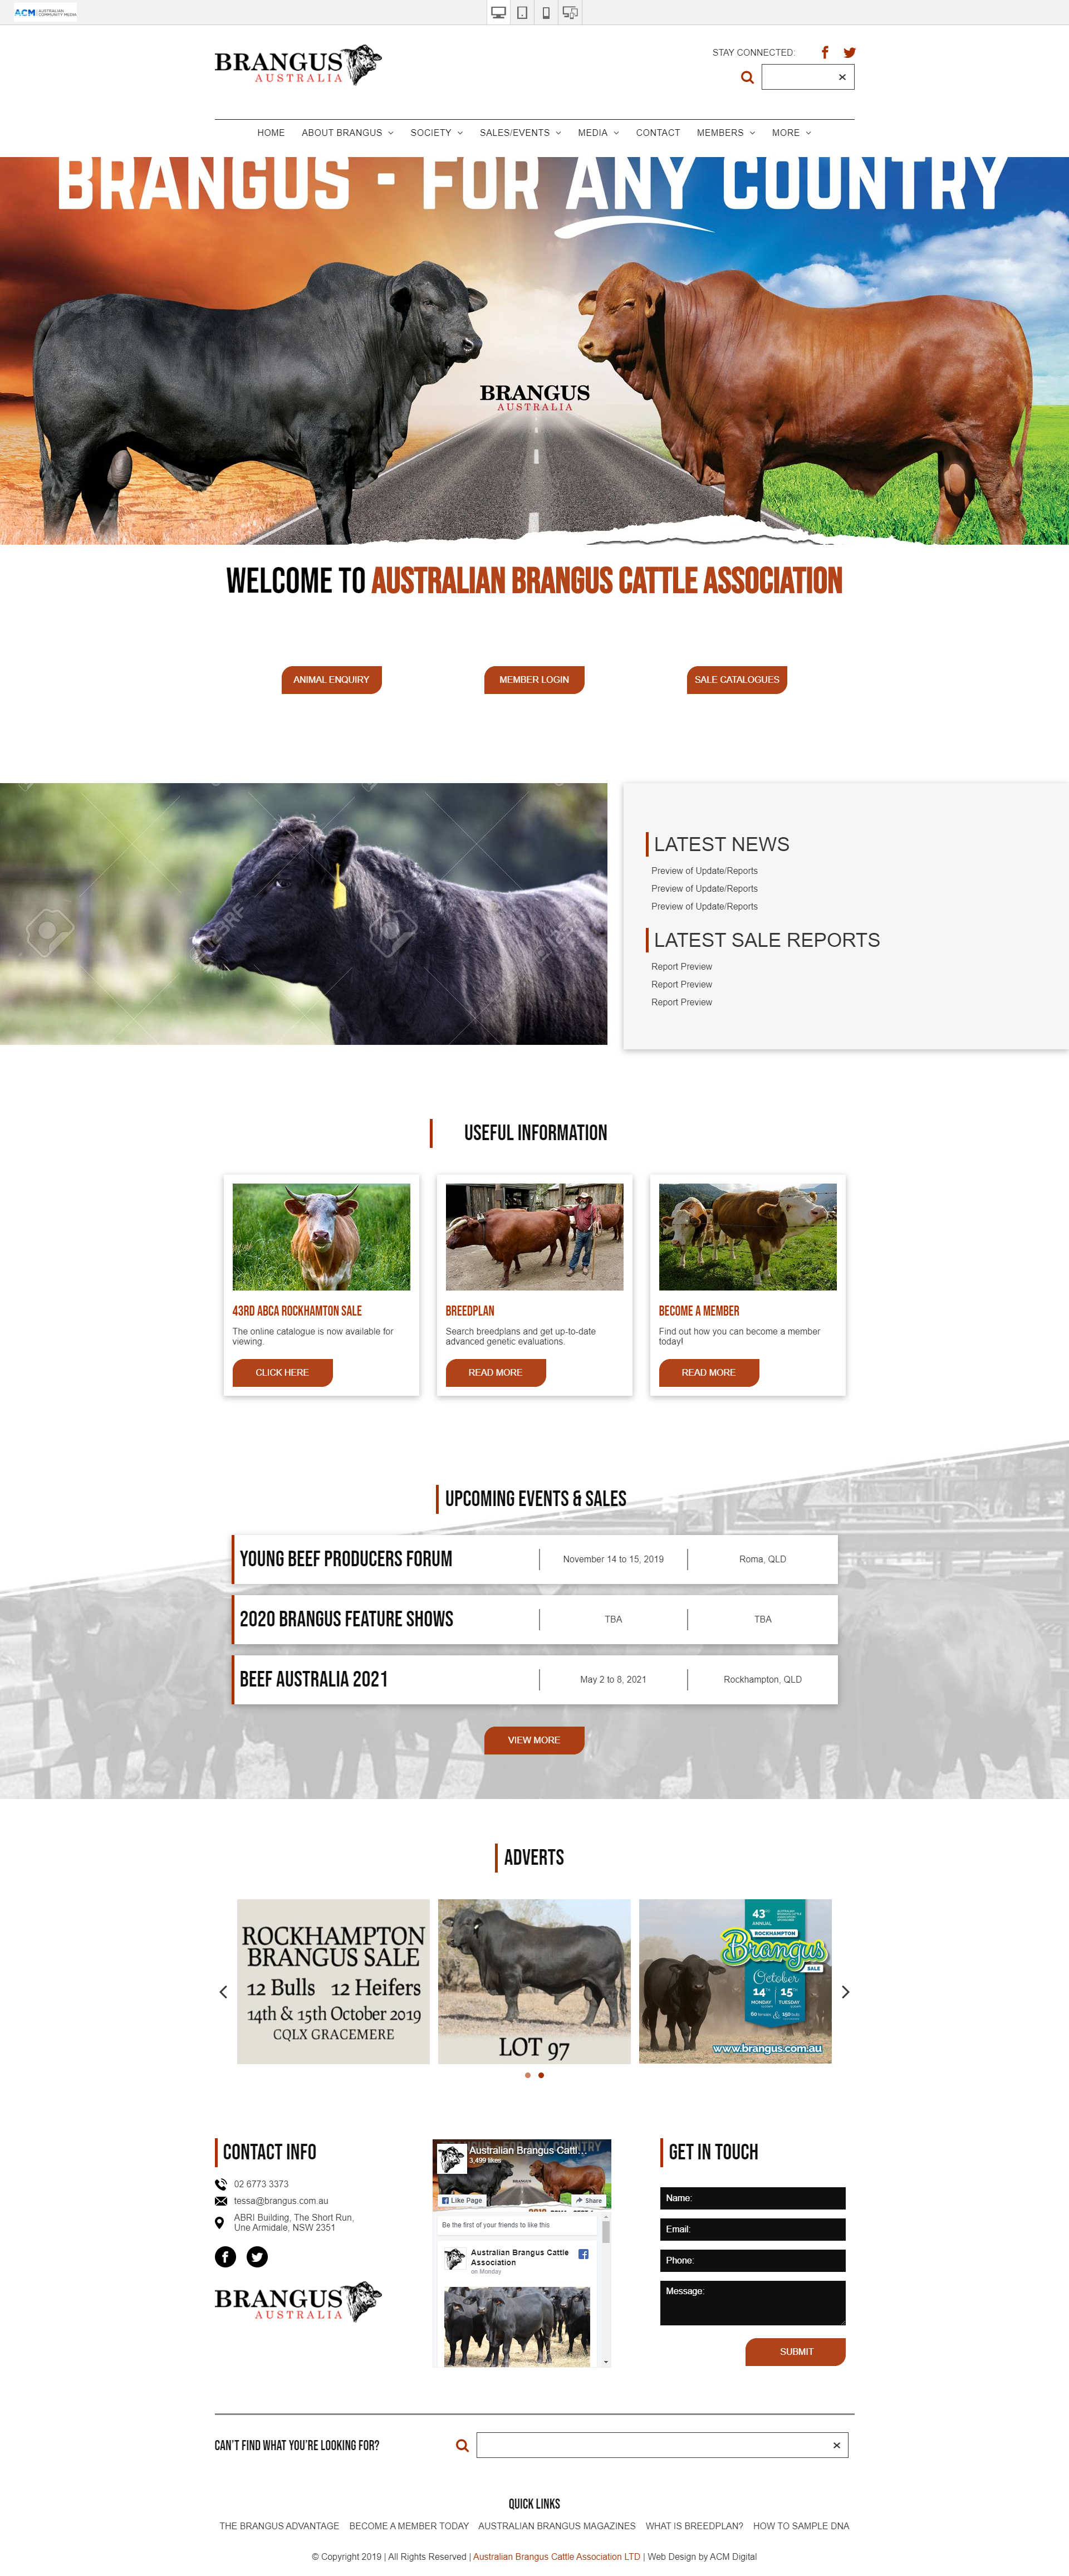 ACM AUSTRALIAN COMMUNITY MEDIA
BRANGUS
AUSTRALIA
STAY CONNECTED:
HOME ABOUT BRANGUS SOCIETY SALES/EVENTS MEDIA CONTACT MEMBERS MORE
BRANGUS - FOR ANY COUNTRY
BRANGUS
AUSTRALIA
WELCOME TO AUSTRALIAN BRANGUS CATTLE ASSOCIATION
ANIMAL ENQUIRY MEMBER LOGIN SALE CATALOGUES
LATEST NEWS
Preview of Update/Reports
Preview of Update/Reports
Preview of Update/Reports
LATEST SALE REPORTS
Report Preview
Report Preview
Report Preview
USEFUL INFORMATION
43RD ABCA ROCKHAMTON SALE
The online catalogue is now available for
viewing.
CLICK HERE
BREEDPLAN
Search breedplans and get up-to-date
advanced genetic evaluations.
READ MORE
BECOME A MEMBER
Find out how you can become a member
today!
READ MORE
UPCOMING EVENTS & SALES
YOUNG BEEF PRODUCERS FORUM November 14 to 15, 2019 Roma, QLD
2020 BRANGUS FEATURE SHOWS TBA TBA
BEEF AUSTRALIA 2021 May 2 to 8, 2021 Rockhampton, QLD
VIEW MORE
ADVERTS
ROCKHAMPTON
BRANGUS SALE
12 Bulls 12 Heifers
14th & 15th October 2019
CQLX GRACEMERE
LOT 97
43RD
ANNUAL
ROCKHAMPTON
Brangus
SALE
October
14TH 15TH
MONDAY TUESDAY
www.brangus.com.au
CONTACT INFO
02 6773 3373
tessa@brangus.com.au
ABRI Building, The Short Run,
Une Armidale, NSW 2351
BRANGUS
AUSTRALIA
Australian Brangus Cattl...
3,499 likes
Like Page Share
Be the first of your friends to like this
Australian Brangus Cattle
Association
on Monday
GET IN TOUCH
Name:
Email:
Phone:
Message:
SUBMIT
CAN'T FIND WHAT YOU'RE LOOKING FOR?
QUICK LINKS
THE BRANGUS ADVANTAGE BECOME A MEMBER TODAY AUSTRALIAN BRANGUS MAGAZINES WHAT IS BREEDPLAN? HOW TO SAMPLE DNA
© Copyright 2019 | All Rights Reserved | Australian Brangus Cattle Association LTD | Web Design by ACM Digital